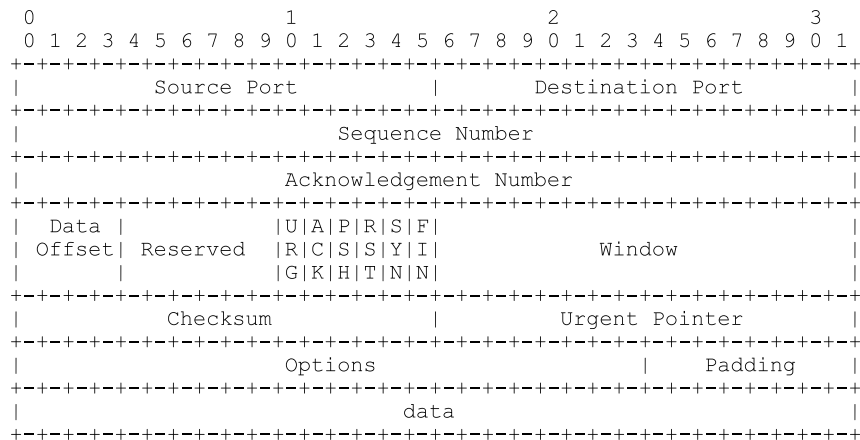 0                   1                   2                   3
 0 1 2 3 4 5 6 7 8 9 0 1 2 3 4 5 6 7 8 9 0 1 2 3 4 5 6 7 8 9 0 1
+-+-+-+-+-+-+-+-+-+-+-+-+-+-+-+-+-+-+-+-+-+-+-+-+-+-+-+-+-+-+-+-+
|          Source Port          |       Destination Port        |
+-+-+-+-+-+-+-+-+-+-+-+-+-+-+-+-+-+-+-+-+-+-+-+-+-+-+-+-+-+-+-+-+
|                        Sequence Number                        |
+-+-+-+-+-+-+-+-+-+-+-+-+-+-+-+-+-+-+-+-+-+-+-+-+-+-+-+-+-+-+-+-+
|                    Acknowledgement Number                     |
+-+-+-+-+-+-+-+-+-+-+-+-+-+-+-+-+-+-+-+-+-+-+-+-+-+-+-+-+-+-+-+-+
|  Data |           |U|A|P|R|S|F|                               |
| Offset| Reserved  |R|C|S|S|Y|I|            Window             |
|       |           |G|K|H|T|N|N|                               |
+-+-+-+-+-+-+-+-+-+-+-+-+-+-+-+-+-+-+-+-+-+-+-+-+-+-+-+-+-+-+-+-+
|           Checksum            |         Urgent Pointer        |
+-+-+-+-+-+-+-+-+-+-+-+-+-+-+-+-+-+-+-+-+-+-+-+-+-+-+-+-+-+-+-+-+
|                    Options                    |    Padding    |
+-+-+-+-+-+-+-+-+-+-+-+-+-+-+-+-+-+-+-+-+-+-+-+-+-+-+-+-+-+-+-+-+
|                             data                              |
+-+-+-+-+-+-+-+-+-+-+-+-+-+-+-+-+-+-+-+-+-+-+-+-+-+-+-+-+-+-+-+-+